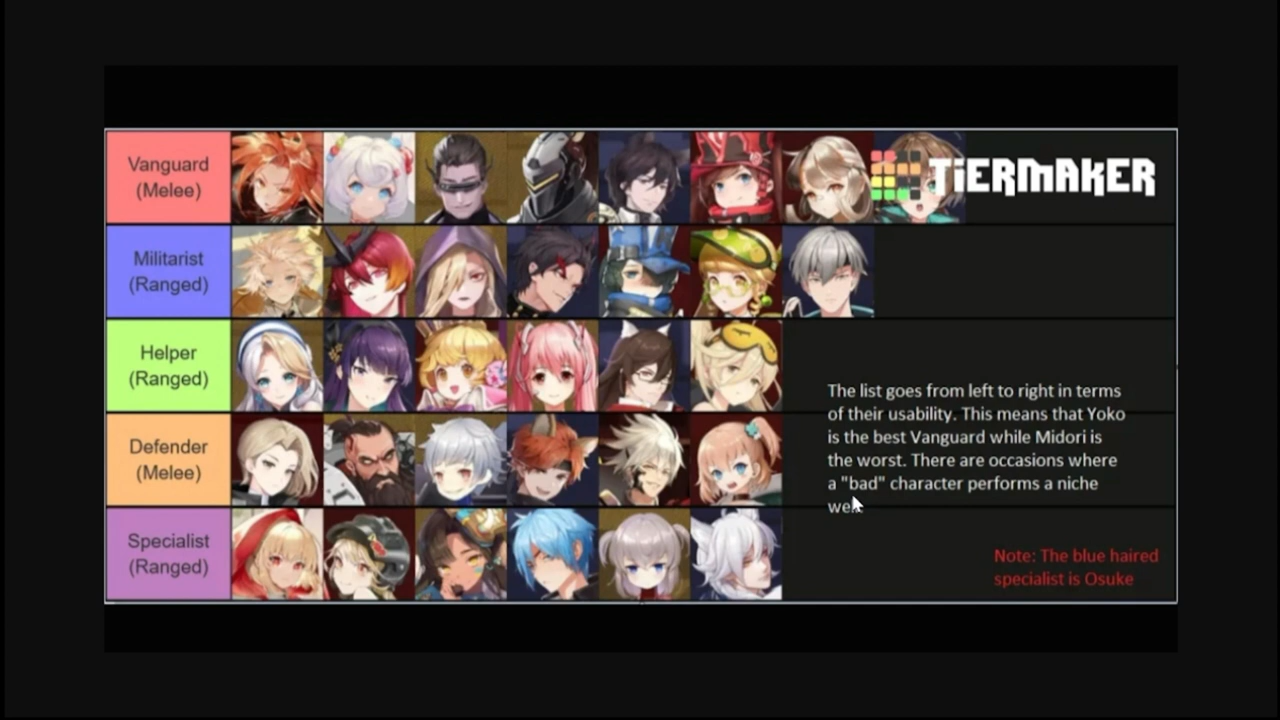 Vanguard
(Melee)
TiERMAKER
Militarist
(Ranged)
Helper
(Ranged)
The list goes from left to right in terms
of their usability. This means that Yoko
is the best Vanguard while Midori is
the worst. There are occasions where
a "bad" character performs a niche
Defender
(Melee)
Specialist
(Ranged)
Note: The blue haired
specialist is Osuke